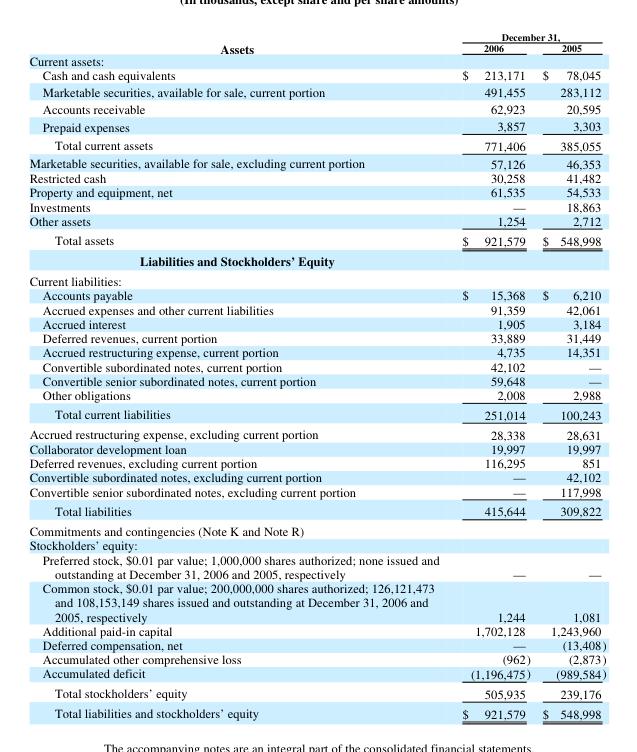 (In thousands, except share and per share amounts)
December 31,
Assets 2006 2005
Current assets:
Cash and cash equivalents $ 213,171 $ 78,045
Marketable securities, available for sale, current portion 491,455 283,112
Accounts receivable 62,923 20,595
Prepaid expenses 3,857 3,303
Total current assets 771,406 385,055
Marketable securities, available for sale, excluding current portion 57,126 46,353
Restricted cash 30,258 41,482
Property and equipment, net 61,535 54,533
Investments — 18,863
Other assets 1,254 2,712
Total assets $ 921,579 $ 548,998
Liabilities and Stockholders' Equity
Current liabilities:
Accounts payable $ 15,368 $ 6,210
Accrued expenses and other current liabilities 91,359 42,061
Accrued interest 1,905 3,184
Deferred revenues, current portion 33,889 31,449
Accrued restructuring expense, current portion 4,735 14,351
Convertible subordinated notes, current portion 42,102 —
Convertible senior subordinated notes, current portion 59,648 —
Other obligations 2,008 2,988
Total current liabilities 251,014 100,243
Accrued restructuring expense, excluding current portion 28,338 28,631
Collaborator development loan 19,997 19,997
Deferred revenues, excluding current portion 116,295 851
Convertible subordinated notes, excluding current portion — 42,102
Convertible senior subordinated notes, excluding current portion — 117,998
Total liabilities 415,644 309,822
Commitments and contingencies (Note K and Note R)
Stockholders' equity:
Preferred stock, $0.01 par value; 1,000,000 shares authorized; none issued and
outstanding at December 31, 2006 and 2005, respectively — —
Common stock, $0.01 par value; 200,000,000 shares authorized; 126,121,473
and 108,153,149 shares issued and outstanding at December 31, 2006 and
2005, respectively 1,244 1,081
Additional paid-in capital 1,702,128 1,243,960
Deferred compensation, net — (13,408)
Accumulated other comprehensive loss (962) (2,873)
Accumulated deficit (1,196,475) (989,584)
Total stockholders' equity 505,935 239,176
Total liabilities and stockholders' equity $ 921,579 $ 548,998
The accompanying notes are an integral part of the consolidated financial statements.